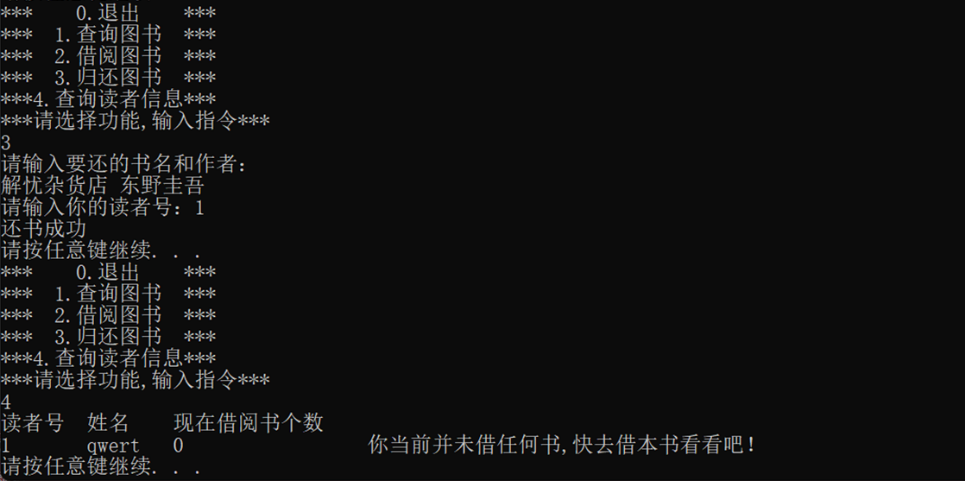 ***    0.退出    ***
***  1.查询图书  ***
***  2.借阅图书  ***
***  3.归还图书  ***
***4.查询读者信息***
***请选择功能,输入指令***
3
请输入要还的书名和作者:
解忧杂货店 东野圭吾
请输入你的读者号: 1
还书成功
请按任意键继续. . .
***    0.退出    ***
***  1.查询图书  ***
***  2.借阅图书  ***
***  3.归还图书  ***
***4.查询读者信息***
***请选择功能,输入指令***
4
读者号  姓名    现在借阅书个数
1       qwert   0                 你当前并未借任何书,快去借本书看看吧!
请按任意键继续. . .